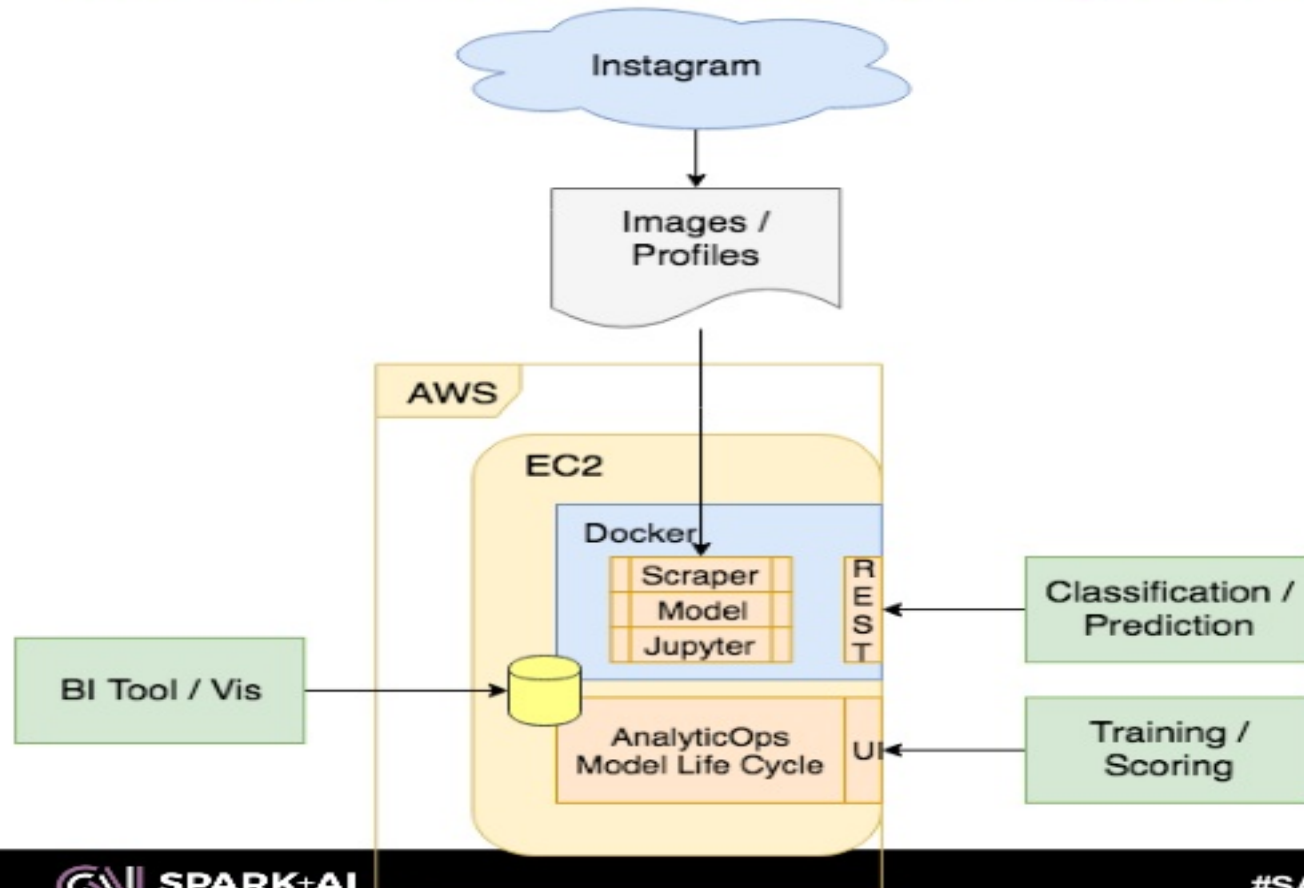 Instagram
Images /
Profiles
AWS
EC2
Docker
Scraper
Model
Jupyter
R
E
S
T
Classification /
Prediction
BI Tool / Vis
AnalyticOps
Model Life Cycle
UI
Training /
Scoring
SPARK+AI
#SA